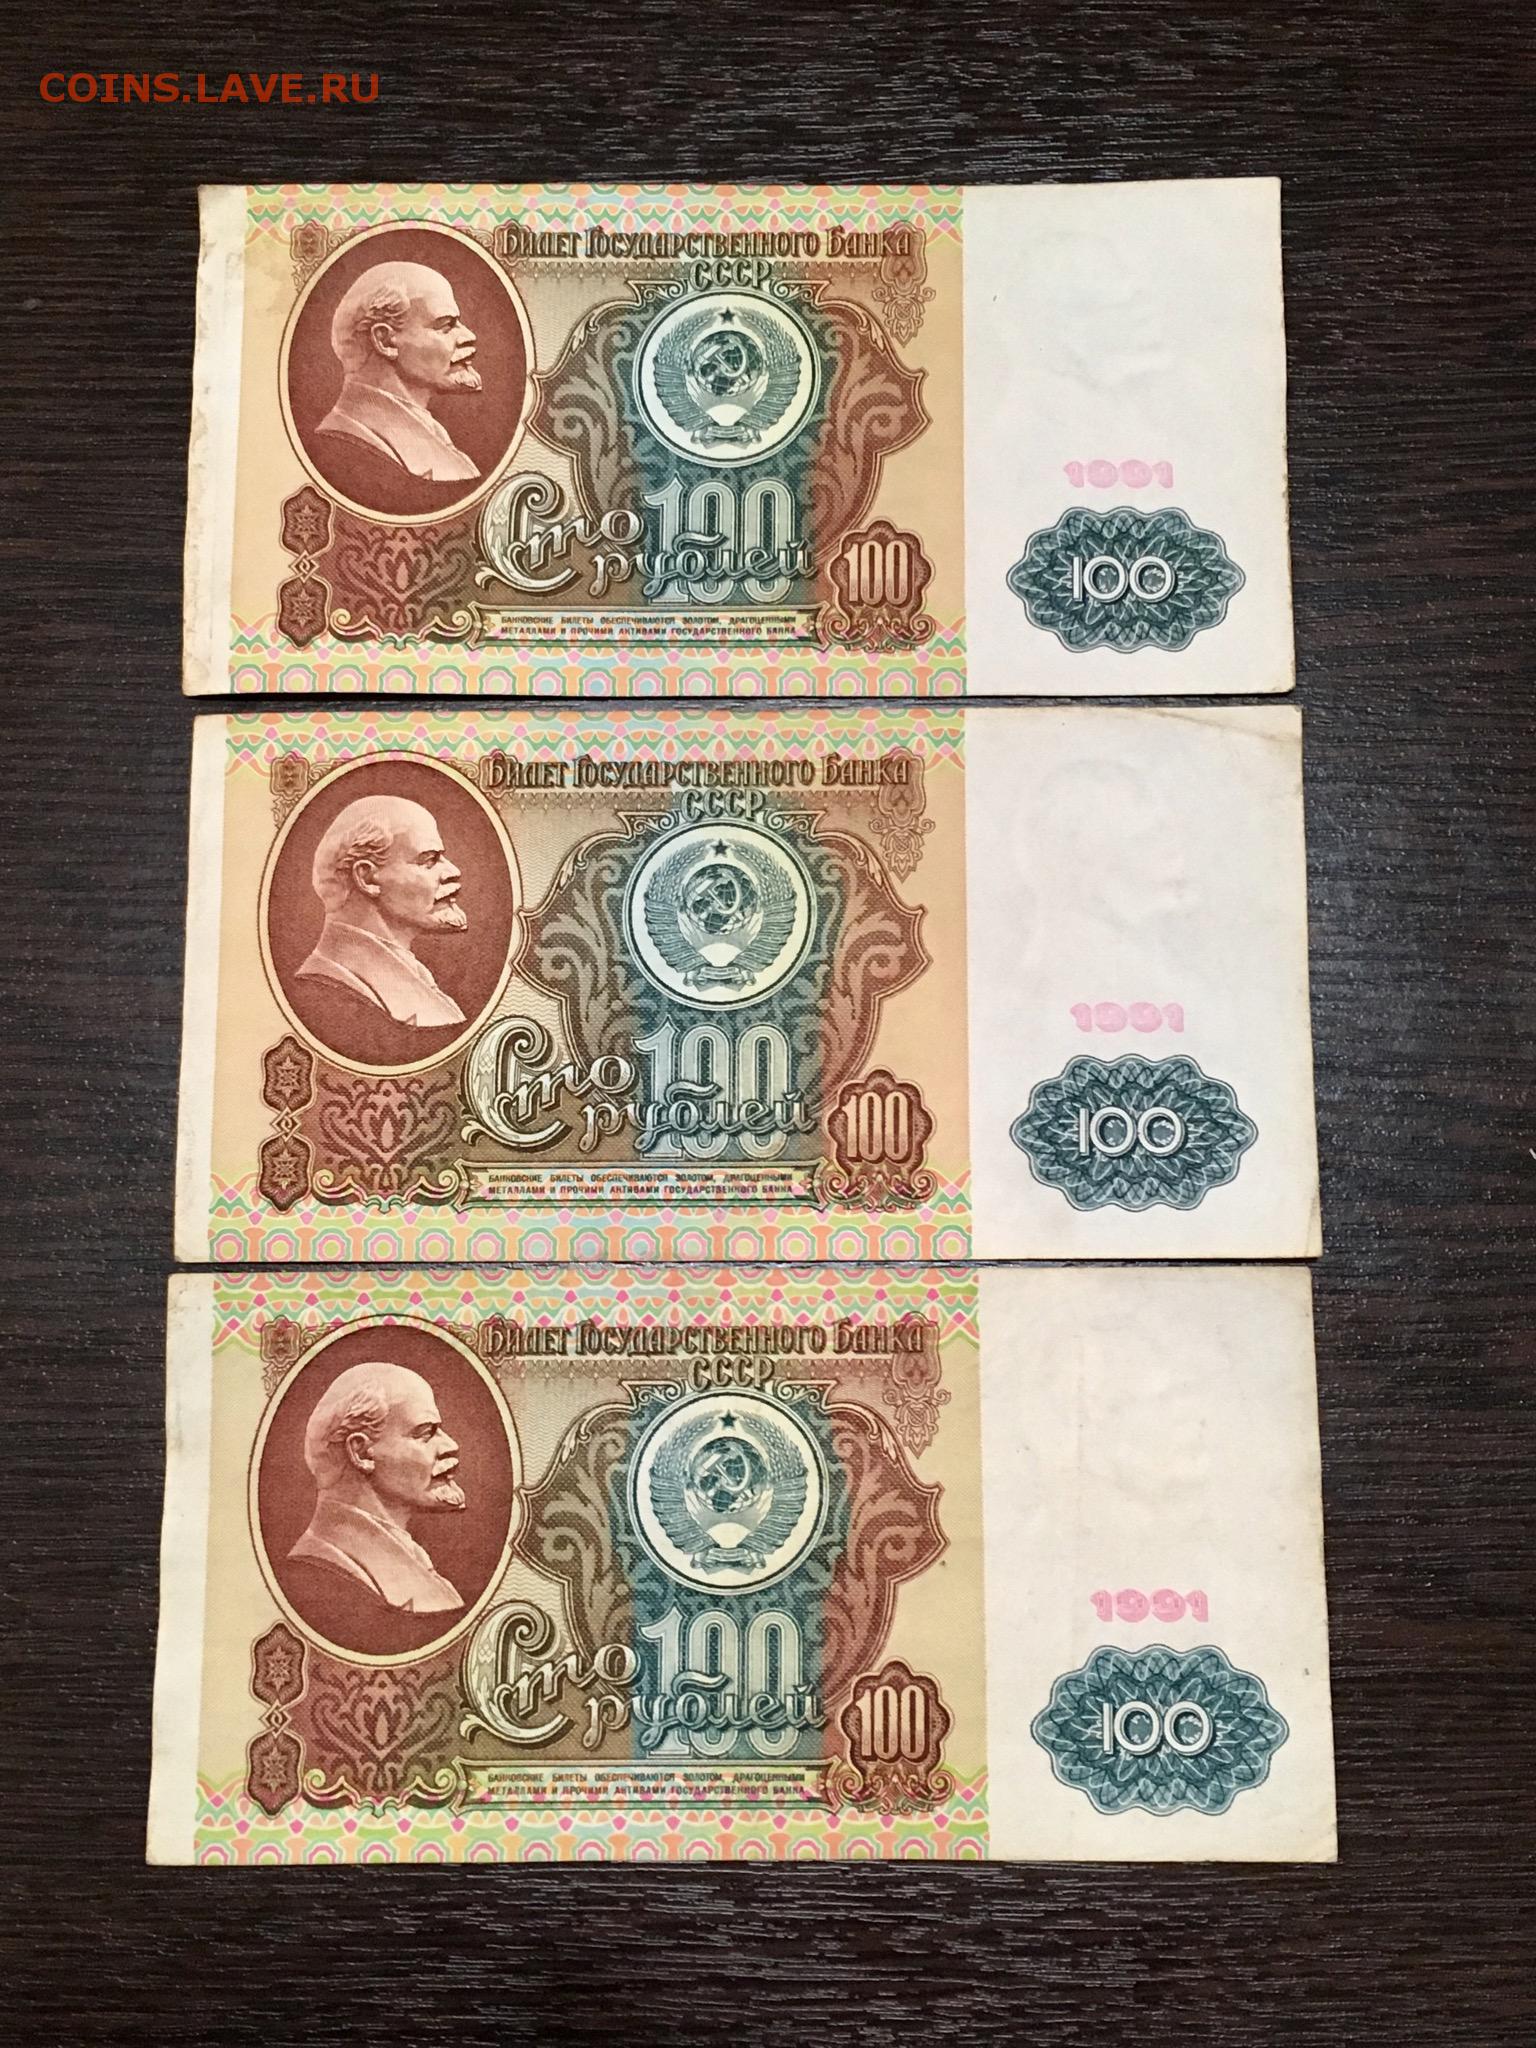 COINS.LAVE.RU
Билет Государственного Банка
СССР
1991
100
Сто
рублей
100
100
БАНКОВСКИЕ БИЛЕТЫ ОБЕСПЕЧИВАЮТСЯ ЗОЛОТОМ, ДРАГОЦЕННЫМИ
МЕТАЛЛАМИ И ПРОЧИМИ АКТИВАМИ ГОСУДАРСТВЕННОГО БАНКА
Билет Государственного Банка
СССР
1991
100
Сто
рублей
100
100
БАНКОВСКИЕ БИЛЕТЫ ОБЕСПЕЧИВАЮТСЯ ЗОЛОТОМ, ДРАГОЦЕННЫМИ
МЕТАЛЛАМИ И ПРОЧИМИ АКТИВАМИ ГОСУДАРСТВЕННОГО БАНКА
Билет Государственного Банка
СССР
1991
100
Сто
рублей
100
100
БАНКОВСКИЕ БИЛЕТЫ ОБЕСПЕЧИВАЮТСЯ ЗОЛОТОМ, ДРАГОЦЕННЫМИ
МЕТАЛЛАМИ И ПРОЧИМИ АКТИВАМИ ГОСУДАРСТВЕННОГО БАНКА